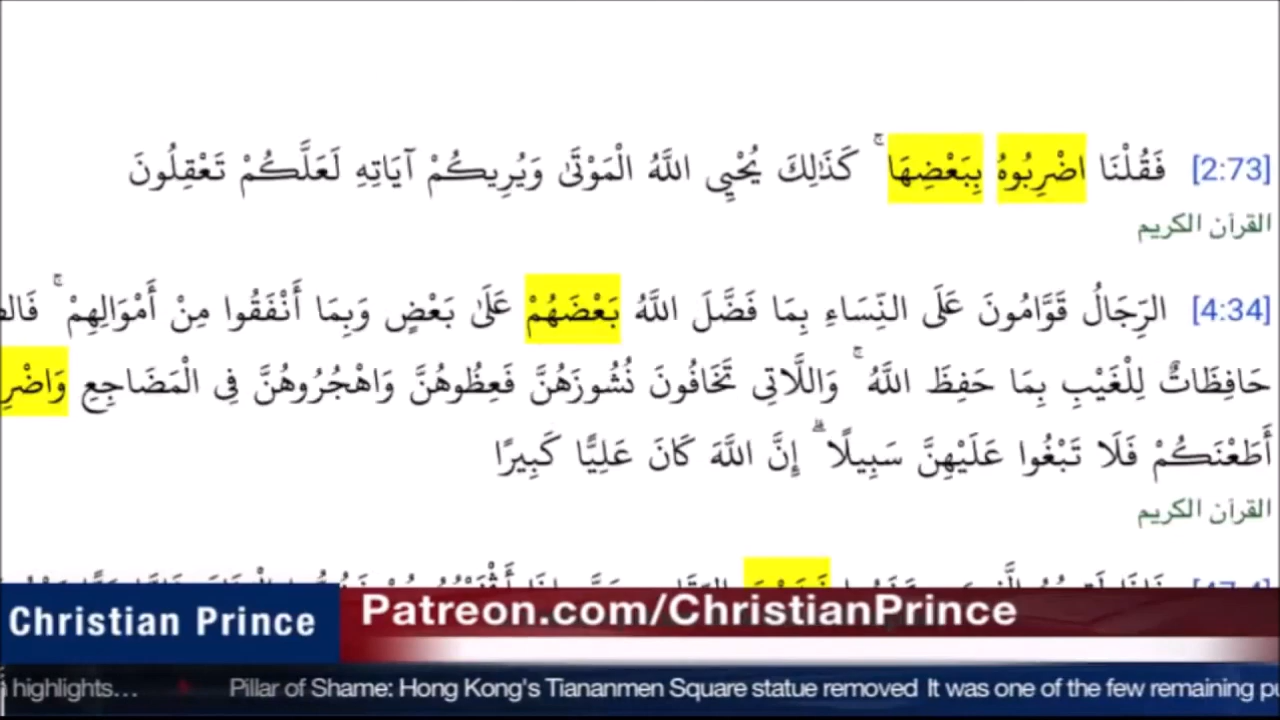 [2:73] فَقُلْنَا اضْرِبُوهُ بِبَعْضِهَا ۚ كَذَٰلِكَ يُحْيِي اللَّهُ الْمَوْتَىٰ وَيُرِيكُمْ آيَاتِهِ لَعَلَّكُمْ تَعْقِلُونَ
القرآن الكريم
[4:34] الرِّجَالُ قَوَّامُونَ عَلَى النِّسَاءِ بِمَا فَضَّلَ اللَّهُ بَعْضَهُمْ عَلَىٰ بَعْضٍ وَبِمَا أَنْفَقُوا مِنْ أَمْوَالِهِمْ ۚ
حَافِظَاتٌ لِلْغَيْبِ بِمَا حَفِظَ اللَّهُ ۚ وَاللَّاتِي تَخَافُونَ نُشُوزَهُنَّ فَعِظُوهُنَّ وَاهْجُرُوهُنَّ فِي الْمَضَاجِعِ وَاضْرِ
أَطَعْنَكُمْ فَلَا تَبْغُوا عَلَيْهِنَّ سَبِيلًا ۗ إِنَّ اللَّهَ كَانَ عَلِيًّا كَبِيرًا
القرآن الكريم
Christian Prince
Patreon.com/ChristianPrince
highlights... Pillar of Shame: Hong Kong's Tiananmen Square statue removed It was one of the few remaining